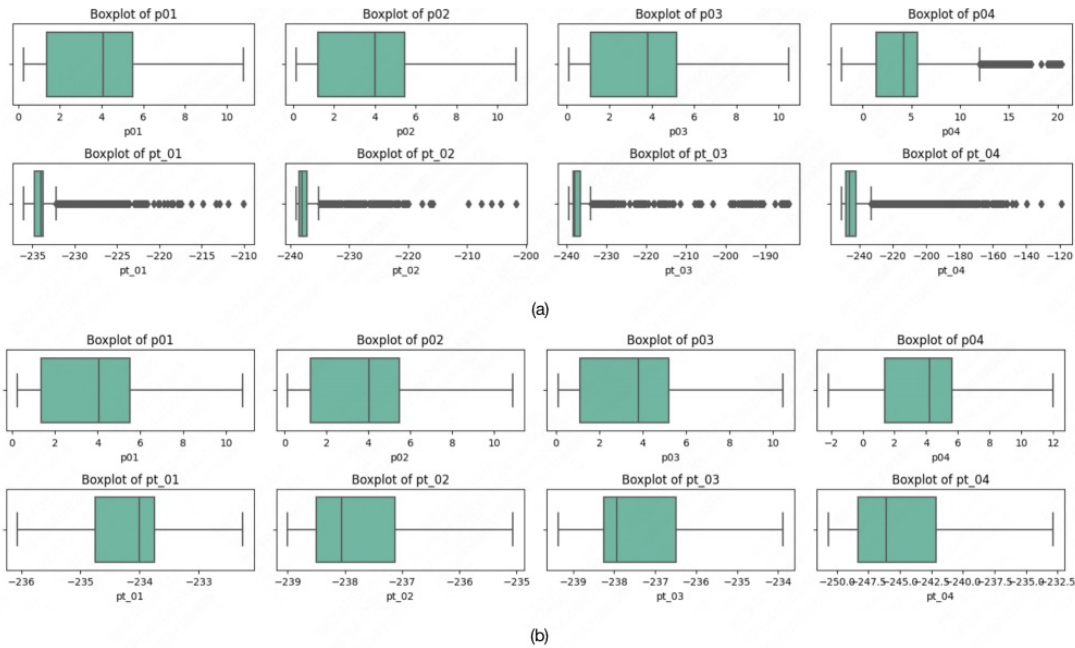 Boxplot of p01 Boxplot of p02 Boxplot of p03 Boxplot of p04
0 2 4 6 8 10 0 2 4 6 8 10 0 2 4 6 8 10 0 5 10 15 20
p01 p02 p03 p04
Boxplot of pt_01 Boxplot of pt_02 Boxplot of pt_03 Boxplot of pt_04
−235 −230 −225 −220 −215 −210 −240 −230 −220 −210 −200 −240 −230 −220 −210 −200 −190 −240 −220 −200 −180 −160 −140 −120
pt_01 pt_02 pt_03 pt_04
(a)
Boxplot of p01 Boxplot of p02 Boxplot of p03 Boxplot of p04
0 2 4 6 8 10 0 2 4 6 8 10 0 2 4 6 8 10 −2 0 2 4 6 8 10 12
p01 p02 p03 p04
Boxplot of pt_01 Boxplot of pt_02 Boxplot of pt_03 Boxplot of pt_04
−236 −235 −234 −233 −239 −238 −237 −236 −235 −239 −238 −237 −236 −235 −234 −250.0 −247.5 −245.0 −242.5 −240.0 −237.5 −235.0 −232.5
pt_01 pt_02 pt_03 pt_04
(b)